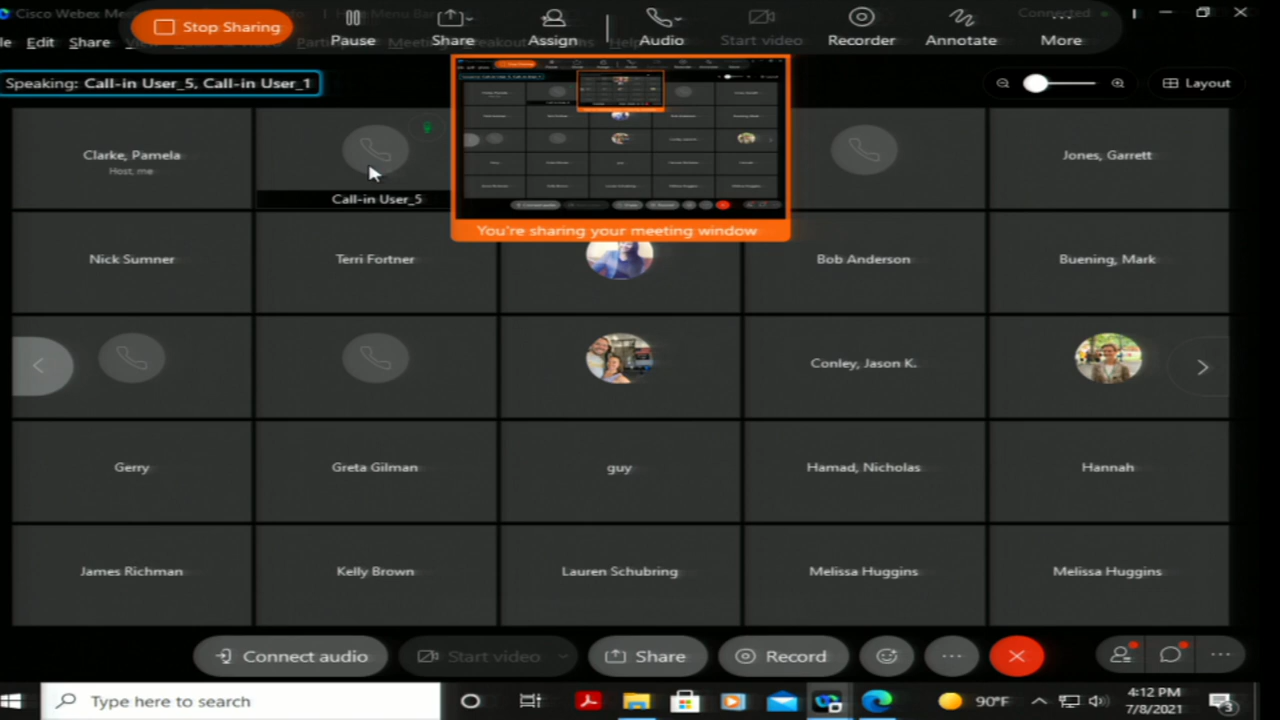 Cisco Webex Me
Stop Sharing
Pause
Share
Assign
Audio
Start video
Recorder
Annotate
More
Connected
Edit
Share
Help
Speaking: Call-in User_5, Call-in User_1
Layout
Clarke, Pamela
Host, me
Call-in User_5
You're sharing your meeting window
Jones, Garrett
Nick Sumner
Terri Fortner
Bob Anderson
Buening, Mark
Conley, Jason K.
Gerry
Greta Gilman
guy
Hamad, Nicholas
Hannah
James Richman
Kelly Brown
Lauren Schubring
Melissa Huggins
Melissa Huggins
Connect audio
Start video
Share
Record
Type here to search
90°F
4:12 PM
7/8/2021
3